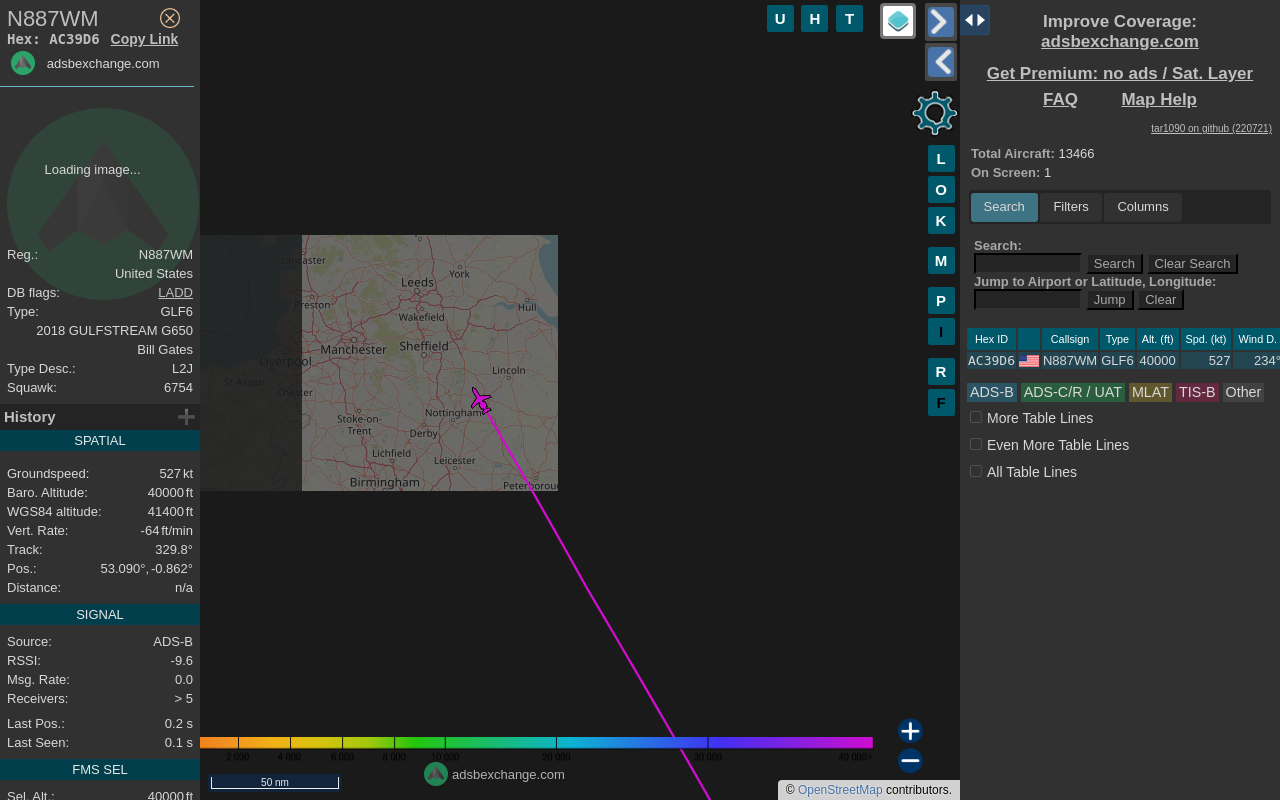 N887WM
Hex: AC39D6 Copy Link
adsbexchange.com
Loading image...
Reg.: N887WM
United States
DB flags: LADD
Type: GLF6
2018 GULFSTREAM G650
Bill Gates
Type Desc.: L2J
Squawk: 6754
History
SPATIAL
Groundspeed: 527 kt
Baro. Altitude: 40000 ft
WGS84 altitude: 41400 ft
Vert. Rate: -64 ft/min
Track: 329.8°
Pos.: 53.090°, -0.862°
Distance: n/a
SIGNAL
Source: ADS-B
RSSI: -9.6
Msg. Rate: 0.0
Receivers: > 5
Last Pos.: 0.2 s
Last Seen: 0.1 s
FMS SEL
Sel. Alt.: 40000 ft
U H T
L
O
K
M
P
I
R
F
Lancaster
York
Leeds
Preston
Hull
Wakefield
Manchester Sheffield
Liverpool
Lincoln
St Asaph
Chester
Nottingham
Stoke-on-
Trent
Derby
Lichfield
Leicester
Birmingham
Peterborou
2 000 4 000 6 000 8 000 10 000 20 000 30 000 40 000+
50 nm
adsbexchange.com
© OpenStreetMap contributors.
Improve Coverage:
adsbexchange.com
Get Premium: no ads / Sat. Layer
FAQ Map Help
tar1090 on github (220721)
Total Aircraft: 13466
On Screen: 1
Search Filters Columns
Search:
Search Clear Search
Jump to Airport or Latitude, Longitude:
Jump Clear
Hex ID Callsign Type Alt. (ft) Spd. (kt) Wind D.
AC39D6 N887WM GLF6 40000 527 234°
ADS-B ADS-C/R / UAT MLAT TIS-B Other
More Table Lines
Even More Table Lines
All Table Lines